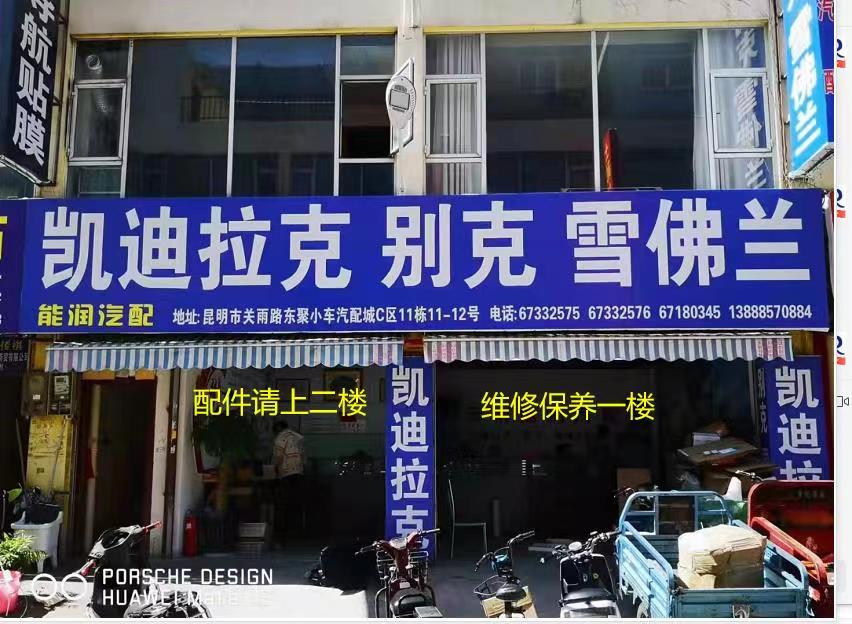 导航贴膜
雪佛兰
凯迪拉克 别克 雪佛兰
能润汽配 地址:昆明市关雨路东聚小车汽配城C区11栋11-12号 电话:67332575 67332576 67180345 13888570884
配件请上二楼
维修保养一楼
凯迪拉克
别克
凯迪拉
PORSCHE DESIGN
HUAWEI Mate